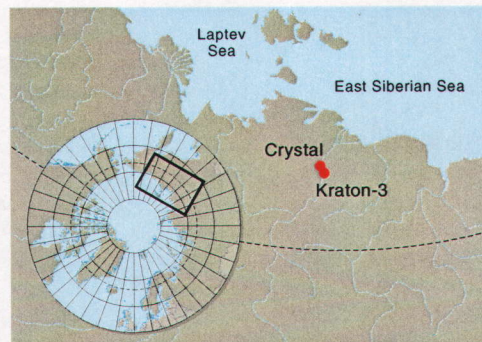 Laptev
Sea
East Siberian Sea
Crystal
Kraton-3